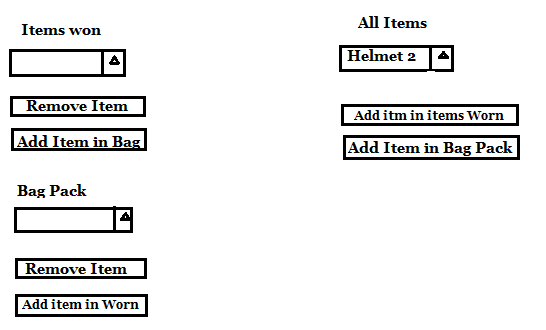 Items won
Remove Item
Add Item in Bag
Bag Pack
Remove Item
Add item in Worn
All Items
Helmet 2
Add itm in items Worn
Add Item in Bag Pack